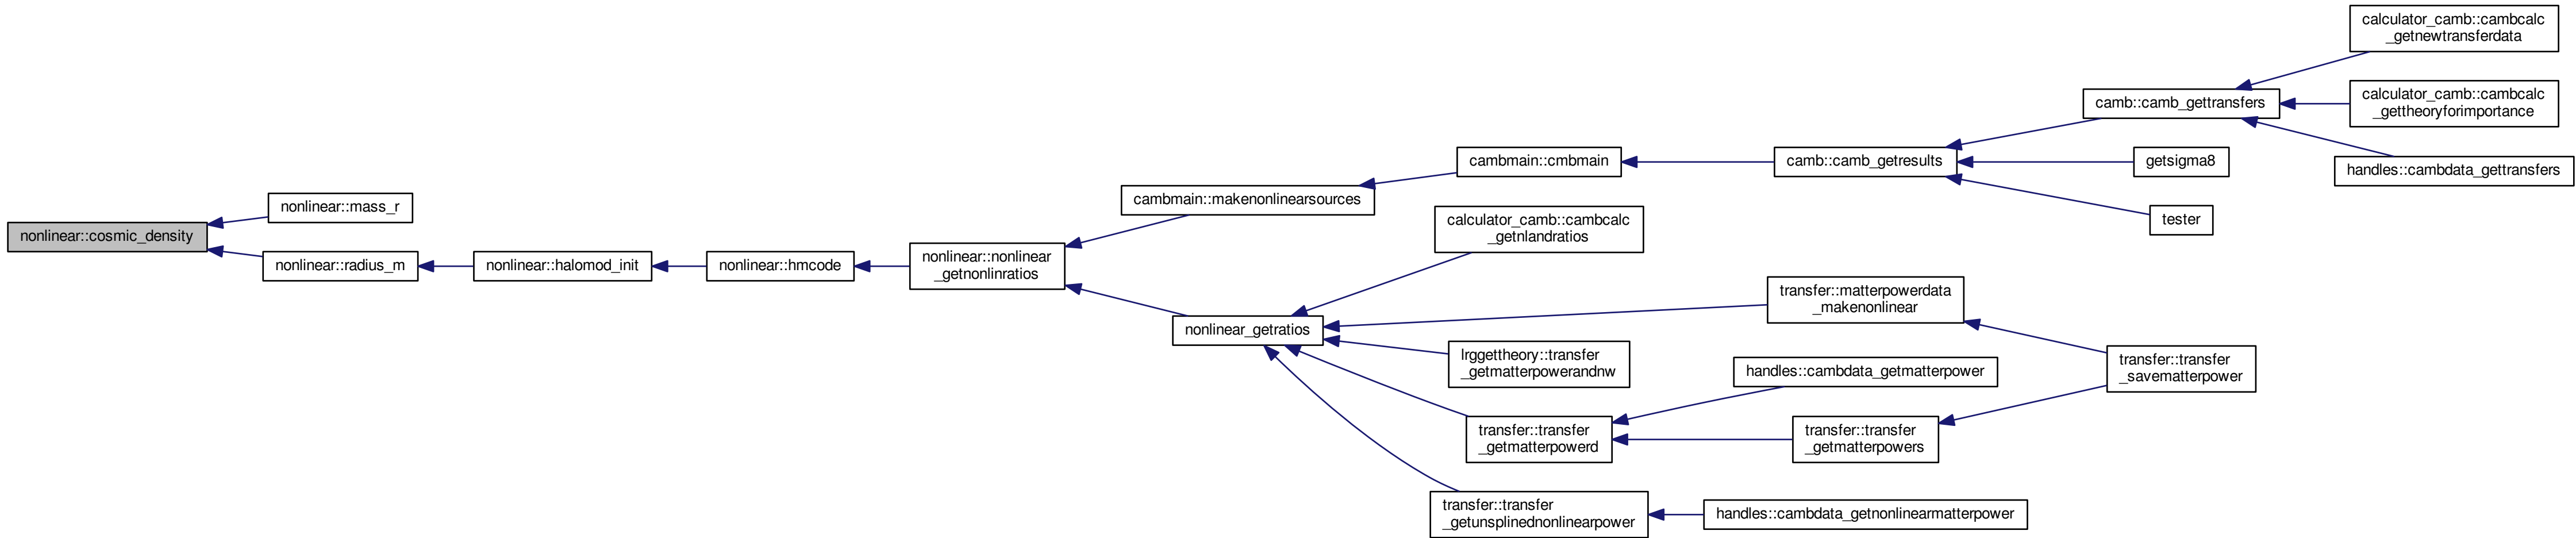 nonlinear::cosmic_density
nonlinear::mass_r
nonlinear::radius_m
nonlinear::halomod_init
nonlinear::hmcode
nonlinear::nonlinear
_getnonlinratios
cambmain::makenonlinearsources
cambmain::cmbmain
camb::camb_getresults
camb::camb_gettransfers
calculator_camb::cambcalc
_getnewtransferdata
calculator_camb::cambcalc
_gettheoryforimportance
handles::cambdata_gettransfers
getsigma8
tester
nonlinear_getratios
calculator_camb::cambcalc
_getnlandratios
transfer::matterpowerdata
_makenonlinear
lrggettheory::transfer
_getmatterpowerandnw
transfer::transfer
_getmatterpowerd
handles::cambdata_getmatterpower
transfer::transfer
_getmatterpowers
transfer::transfer
_savematterpower
transfer::transfer
_getunsplinednonlinearpower
handles::cambdata_getnonlinearmatterpower